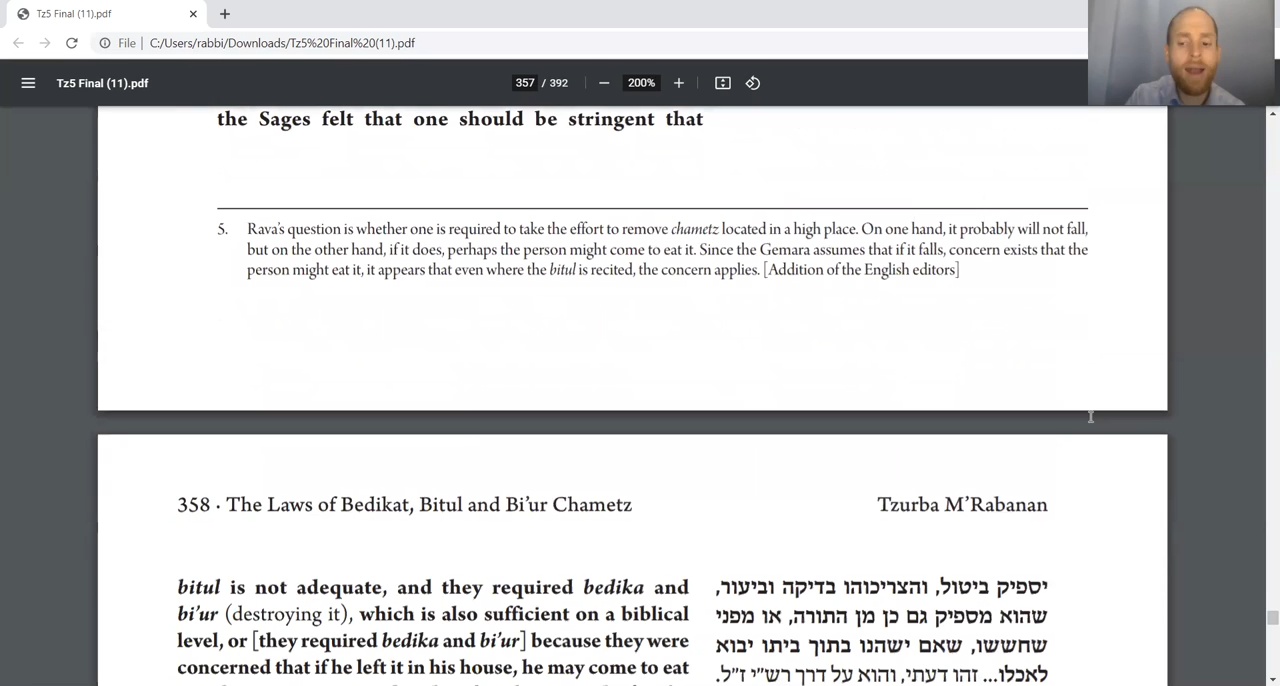 Tz5 Final (11).pdf
File
C:/Users/rabbi/Downloads/Tz5%20Final%20(11).pdf
Tz5 Final (11).pdf
357 / 392
200%
the Sages felt that one should be stringent that
5. Rava's question is whether one is required to take the effort to remove chametz located in a high place. On one hand, it probably will not fall,
but on the other hand, if it does, perhaps the person might come to eat it. Since the Gemara assumes that if it falls, concern exists that the
person might eat it, it appears that even where the bitul is recited, the concern applies. [Addition of the English editors]
358 · The Laws of Bedikat, Bitul and Bi'ur Chametz
Tzurba M'Rabanan
bitul is not adequate, and they required bedika and
bi'ur (destroying it), which is also sufficient on a biblical
level, or [they required bedika and bi'ur] because they were
concerned that if he left it in his house, he may come to eat
יספיק ביטול, והצריכוהו בדיקה וביעור,
שהוא מספיק גם כן מן התורה, או מפני
שחששו, שאם ישהנו בתוך ביתו יבוא
לאכלו... זהו דעתי, והוא על דרך רש"י ז"ל.